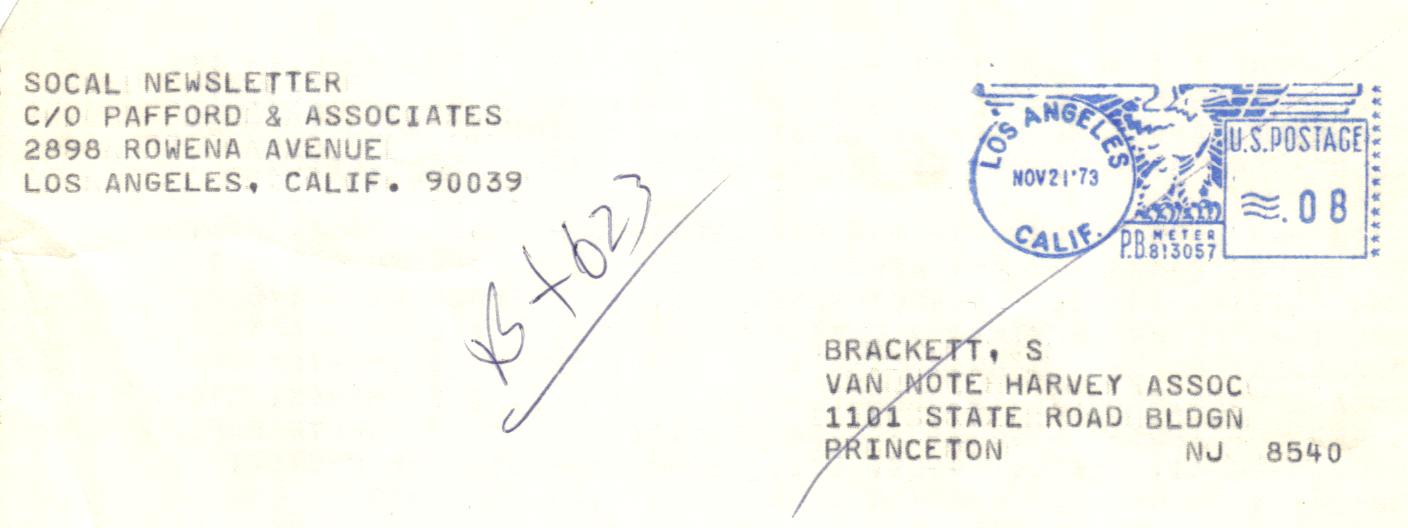 SOCAL NEWSLETTER
C/O PAFFORD & ASSOCIATES
2898 ROWENA AVENUE
LOS ANGELES, CALIF. 90039
LOS ANGELES
NOV21'73
CALIF.
P.B. METER
813057
U.S. POSTAGE
.08
BRACKETT, S
VAN NOTE HARVEY ASSOC
1101 STATE ROAD BLDGN
PRINCETON NJ 8540